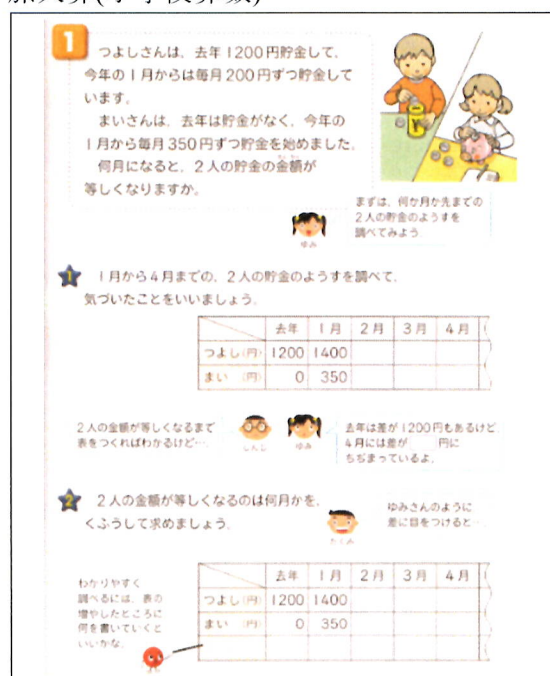 1
つよしさんは、去年1200円貯金して、
今年の1月からは毎月200円ずつ貯金して
います。
まいさんは、去年は貯金がなく、今年の
1月から毎月350円ずつ貯金を始めました。
何月になると、2人の貯金の金額が
等しくなりますか。
まずは、何か月か先までの
2人の貯金のようすを
調べてみよう
ゆみ
1 1月から4月までの、2人の貯金のようすを調べて、
気づいたことをいいましょう。
去年 1月 2月 3月 4月
つよし(円) 1200 1400
まい (円) 0 350
2人の金額が等しくなるまで
表をつくればわかるけど…
しんじ
ゆみ
去年は差が1200円もあるけど、
4月には差が 円に
ちぢまっているよ。
2 2人の金額が等しくなるのは何月かを、
くふうして求めましょう。
ゆみさんのように
差に目をつけると…
たくみ
わかりやすく
調べるには、表の
増やしたところに
何を書いていくと
いいかな。
去年 1月 2月 3月 4月
つよし(円) 1200 1400
まい (円) 0 350